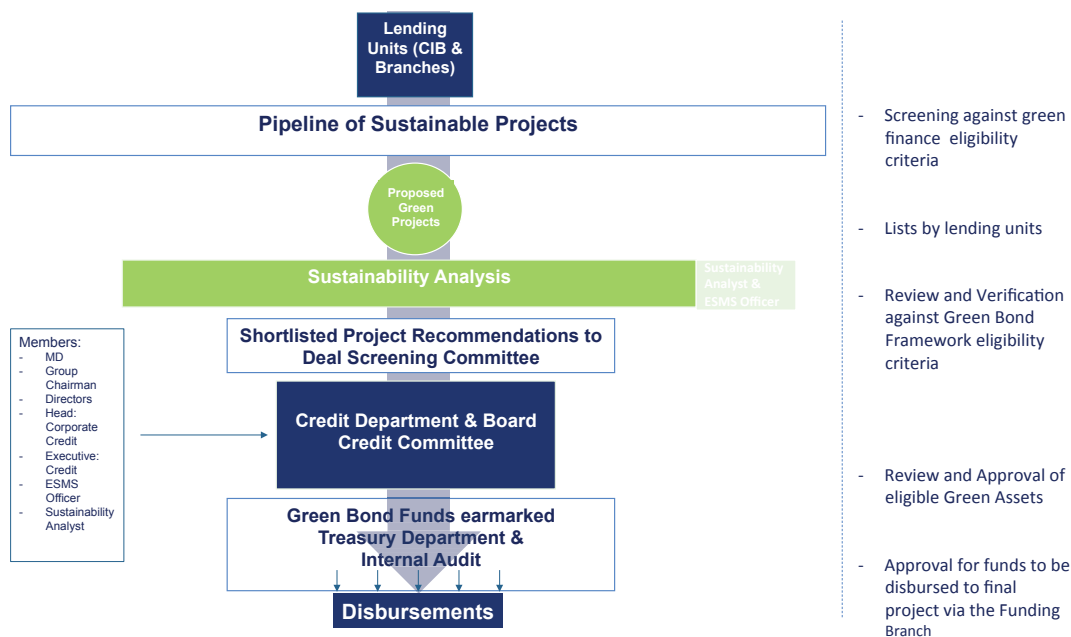 Lending
Units (CIB &
Branches)
Pipeline of Sustainable Projects
Proposed
Green
Projects
Sustainability Analysis
Sustainability
Analyst &
ESMS Officer
Shortlisted Project Recommendations to
Deal Screening Committee
Members:
- MD
- Group
Chairman
- Directors
- Head:
Corporate
Credit
- Executive:
Credit
- ESMS
Officer
- Sustainability
Analyst
Credit Department & Board
Credit Committee
Green Bond Funds earmarked
Treasury Department &
Internal Audit
Disbursements
- Screening against green
finance eligibility
criteria
- Lists by lending units
- Review and Verification
against Green Bond
Framework eligibility
criteria
- Review and Approval of
eligible Green Assets
- Approval for funds to be
disbursed to final
project via the Funding
Branch